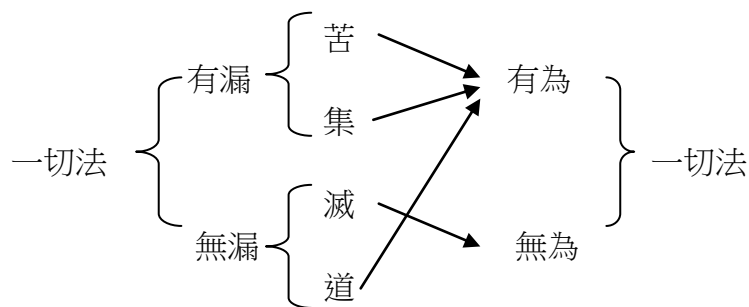 苦
有漏
有為
集
一切法
一切法
滅
無漏
無為
道